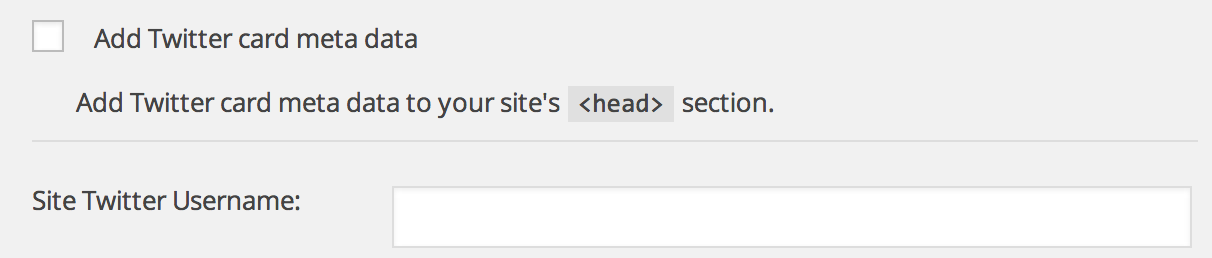 Add Twitter card meta data
Add Twitter card meta data to your site's <head> section.
Site Twitter Username: